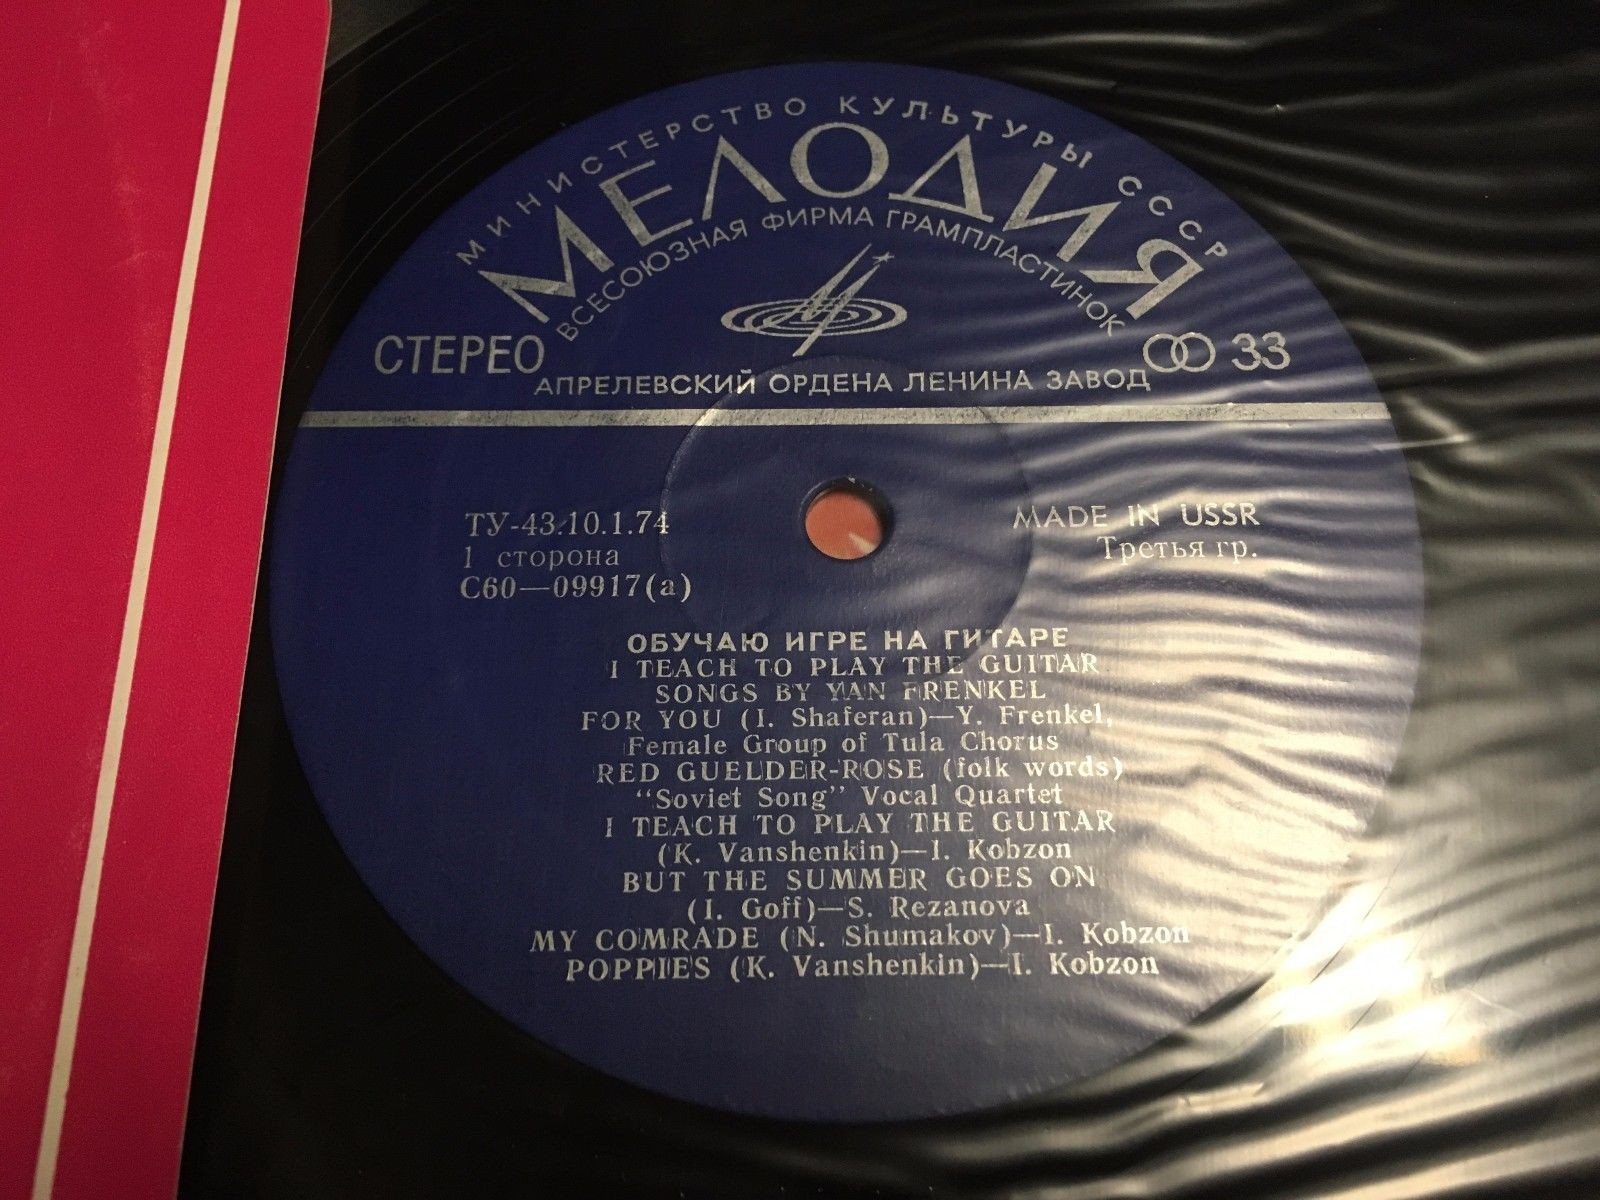 МИНИСТЕРСТВО КУЛЬТУРЫ СССР
МЕЛОДИЯ
ВСЕСОЮЗНАЯ ФИРМА ГРАМПЛАСТИНОК
СТЕРЕО
33
АПРЕЛЕВСКИЙ ОРДЕНА ЛЕНИНА ЗАВОД
ТУ-43.10.1.74
1 сторона
С60—09917(а)
MADE IN USSR
Третья гр.
ОБУЧАЮ ИГРЕ НА ГИТАРЕ
I TEACH TO PLAY THE GUITAR
SONGS BY YAN FRENKEL
FOR YOU (I. Shaferan)—Y. Frenkel,
Female Group of Tula Chorus
RED GUELDER-ROSE (folk words)
“Soviet Song” Vocal Quartet
I TEACH TO PLAY THE GUITAR
(K. Vanshenkin)—I. Kobzon
BUT THE SUMMER GOES ON
(I. Goff)—S. Rezanova
MY COMRADE (N. Shumakov)—I. Kobzon
POPPIES (K. Vanshenkin)—I. Kobzon